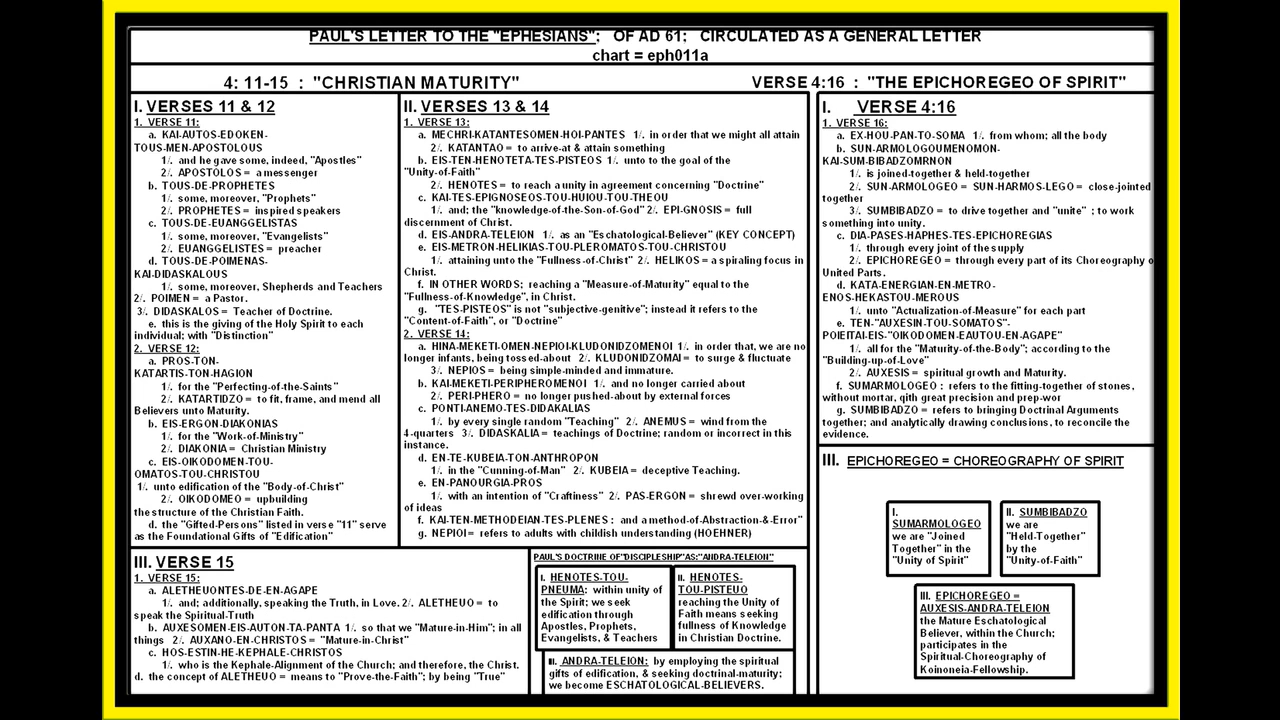 PAUL'S LETTER TO THE "EPHESIANS": OF AD 61; CIRCULATED AS A GENERAL LETTER
chart = eph011a
4: 11-15 : "CHRISTIAN MATURITY"
VERSE 4:16 : "THE EPICHOREGEO OF SPIRIT"
I. VERSES 11 & 12
1. VERSE 11:
a. KAI-AUTOS-EDOKEN-
TOUS-MEN-APOSTOLOUS
1/. and he gave some, indeed, "Apostles"
2/. APOSTOLOS = a messenger
b. TOUS-DE-PROPHETES
1/. some, moreover, "Prophets"
2/. PROPHETES = inspired speakers
c. TOUS-DE-EUANGGELISTAS
1/. some, moreover, "Evangelists"
2/. EUANGGELISTES = preacher
d. TOUS-DE-POIMENAS-
KAI-DIDASKALOUS
1/. some, moreover, Shepherds and Teachers
2/. POIMEN = a Pastor.
3/. DIDASKALOS = Teacher of Doctrine.
e. this is the giving of the Holy Spirit to each
individual; with "Distinction"
2. VERSE 12:
a. PROS-TON-
KATARTIS-TON-HAGION
1/. for the "Perfecting-of-the-Saints"
2/. KATARTIDZO = to fit, frame, and mend all
Believers unto Maturity.
b. EIS-ERGON-DIAKONIAS
1/. for the "Work-of-Ministry"
2/. DIAKONIA = Christian Ministry
c. EIS-OIKODOMEN-TOU-
OMATOS-TOU-CHRISTOU
1/. unto edification of the "Body-of-Christ"
2/. OIKODOMEO = upbuilding
the structure of the Christian Faith.
d. the "Gifted-Persons" listed in verse "11" serve
as the Foundational Gifts of "Edification"
II. VERSES 13 & 14
1. VERSE 13:
a. MECHRI-KATANTESOMEN-HOI-PANTES 1/. in order that we might all attain
2/. KATANTAO = to arrive-at & attain something
b. EIS-TEN-HENOTETA-TES-PISTEOS 1/. unto to the goal of the
"Unity-of-Faith"
2/. HENOTES = to reach a unity in agreement concerning "Doctrine"
c. KAI-TES-EPIGNOSEOS-TOU-HUIOU-TOU-THEOU
1/. and; the "knowledge-of-the-Son-of-God" 2/. EPI-GNOSIS = full
discernment of Christ.
d. EIS-ANDRA-TELEION 1/. as an "Eschatological-Believer" (KEY CONCEPT)
e. EIS-METRON-HELIKIAS-TOU-PLEROMATOS-TOU-CHRISTOU
1/. attaining unto the "Fullness-of-Christ" 2/. HELIKOS = a spiraling focus in
Christ.
f. IN OTHER WORDS; reaching a "Measure-of-Maturity" equal to the
"Fullness-of-Knowledge", in Christ.
g. "TES-PISTEOS" is not "subjective-genitive"; instead it refers to the
"Content-of-Faith", or "Doctrine"
2. VERSE 14:
a. HINA-MEKETI-OMEN-NEPIOI-KLUDONIDZOMENOI 1/. in order that, we are no
longer infants, being tossed-about 2/. KLUDONIDZOMAI = to surge & fluctuate
3/. NEPIOS = being simple-minded and immature.
b. KAI-MEKETI-PERIPHEROMENOI 1/. and no longer carried about
2/. PERI-PHERO = no longer pushed-about by external forces
c. PONTI-ANEMO-TES-DIDAKALIAS
1/. by every single random "Teaching" 2/. ANEMUS = wind from the
4-quarters 3/. DIDASKALIA = teachings of Doctrine; random or incorrect in this
instance.
d. EN-TE-KUBEIA-TON-ANTHROPON
1/. in the "Cunning-of-Man" 2/. KUBEIA = deceptive Teaching.
e. EN-PANOURGIA-PROS
1/. with an intention of "Craftiness" 2/. PAS-ERGON = shrewd over-working
of ideas
f. KAI-TEN-METHODEIAN-TES-PLENES : and a method-of-Abstraction-&-Error"
g. NEPIOI = refers to adults with childish understanding (HOEHNER)
I. VERSE 4:16
1. VERSE 16:
a. EX-HOU-PAN-TO-SOMA 1/. from whom; all the body
b. SUN-ARMOLOGOUMENOMON-
KAI-SUM-BIBADZOMRNON
1/. is joined-together & held-together
2/. SUN-ARMOLOGEO = SUN-HARMOS-LEGO = close-jointed
together
3/. SUMBIBADZO = to drive together and "unite" ; to work
something into unity.
c. DIA-PASES-HAPHES-TES-EPICHOREGIAS
1/. through every joint of the supply
2/. EPICHOREGEO = through every part of its Choreography o
United Parts.
d. KATA-ENERGIAN-EN-METRO-
ENOS-HEKASTOU-MEROUS
1/. unto "Actualization-of-Measure" for each part
e. TEN-"AUXESIN-TOU-SOMATOS"-
POIEITAI-EIS-"OIKODOMEN-EAUTOU-EN-AGAPE"
1/. all for the "Maturity-of-the-Body"; according to the
"Building-up-of-Love"
2/. AUXESIS = spiritual growth and Maturity.
f. SUMARMOLOGEO : refers to the fitting-together of stones,
without mortar, qith great precision and prep-wor
g. SUMBIBADZO = refers to bringing Doctrinal Arguments
together; and analytically drawing conclusions, to reconcile the
evidence.
III. EPICHOREGEO = CHOREOGRAPHY OF SPIRIT
I.
SUMARMOLOGEO
we are "Joined
Together" in the
"Unity of Spirit"
II. SUMBIBADZO
we are
"Held-Together"
by the
"Unity-of-Faith"
III. EPICHOREGEO =
AUXESIS-ANDRA-TELEION
the Mature Eschatological
Believer, within the Church;
participates in the
Spiritual-Choreography of
Koinoneia-Fellowship.
III. VERSE 15
1. VERSE 15:
a. ALETHEUONTES-DE-EN-AGAPE
1/. and; additionally, speaking the Truth, in Love. 2/. ALETHEUO = to
speak the Spiritual-Truth
b. AUXESOMEN-EIS-AUTON-TA-PANTA 1/. so that we "Mature-in-Him"; in all
things 2/. AUXANO-EN-CHRISTOS = "Mature-in-Christ"
c. HOS-ESTIN-HE-KEPHALE-CHRISTOS
1/. who is the Kephale-Alignment of the Church; and therefore, the Christ.
d. the concept of ALETHEUO = means to "Prove-the-Faith"; by being "True"
PAUL'S DOCTRINE OF "DISCIPLESHIP" AS: "ANDRA-TELEION"
I. HENOTES-TOU-
PNEUMA: within unity of
the Spirit; we seek
edification through
Apostles, Prophets,
Evangelists, & Teachers
II. HENOTES-
TOU-PISTEUO
reaching the Unity of
Faith means seeking
fullness of Knowledge
in Christian Doctrine.
III. ANDRA-TELEION: by employing the spiritual
gifts of edification, & seeking doctrinal-maturity;
we become ESCHATOLOGICAL-BELIEVERS.